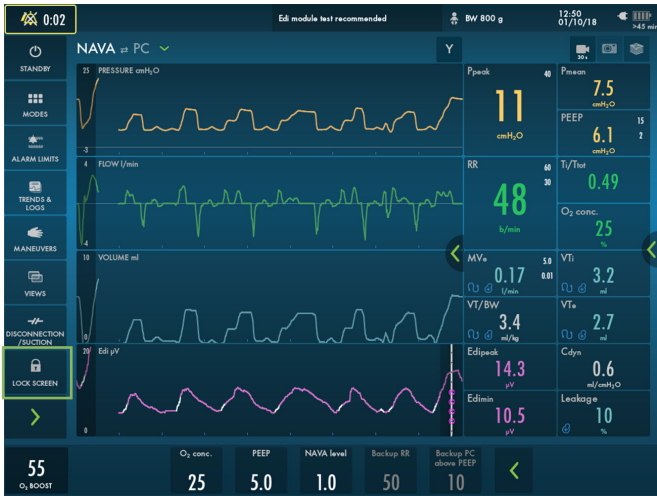 0:02
Edi module test recommended
BW 800 g
12:50
01/10/18
>45 min
STANDBY
MODES
ALARM LIMITS
TRENDS &
LOGS
MANEUVERS
VIEWS
DISCONNECTION
/SUCTION
LOCK SCREEN
NAVA ⇄ PC
Y
30 s
25 PRESSURE cmH₂O
-3
4 FLOW l/min
-4
10 VOLUME ml
0
20 Edi µV
0
Ppeak 40
11
cmH₂O
Pmean
7.5
cmH₂O
PEEP 15
6.1 2
cmH₂O
RR 60
30
48
b/min
Ti/Ttot
0.49
O₂ conc.
25
%
MVe 5.0
0.17 0.01
l/min
VTi
3.2
ml
VT/BW
3.4
ml/kg
VTe
2.7
ml
Edipeak
14.3
µV
Cdyn
0.6
ml/cmH₂O
Edimin
10.5
µV
Leakage
10
%
55
O₂ BOOST
O₂ conc.
25
PEEP
5.0
NAVA level
1.0
Backup RR
50
Backup PC
above PEEP
10